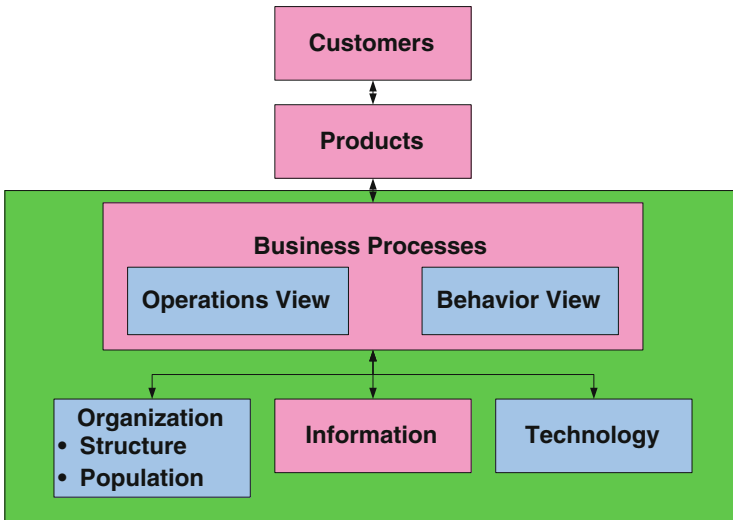 Customers
Products
Business Processes
Operations View
Behavior View
Organization
• Structure
• Population
Information
Technology